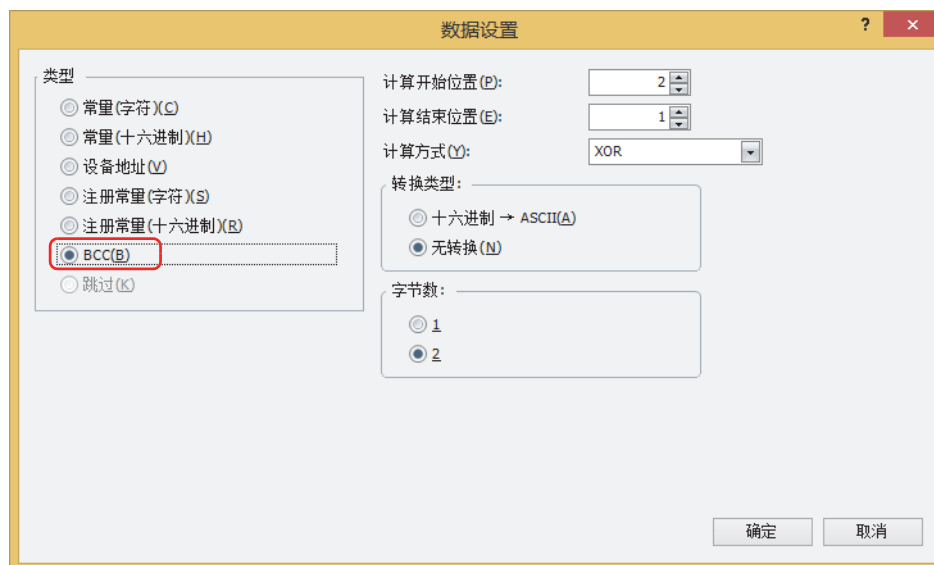 数据设置
?
×
类型
常量(字符)(C)
常量(十六进制)(H)
设备地址(V)
注册常量(字符)(S)
注册常量(十六进制)(R)
BCC(B)
跳过(K)
计算开始位置(P):
2
计算结束位置(E):
1
计算方式(Y):
XOR
转换类型:
十六进制 → ASCII(A)
无转换(N)
字节数:
1
2
确定
取消